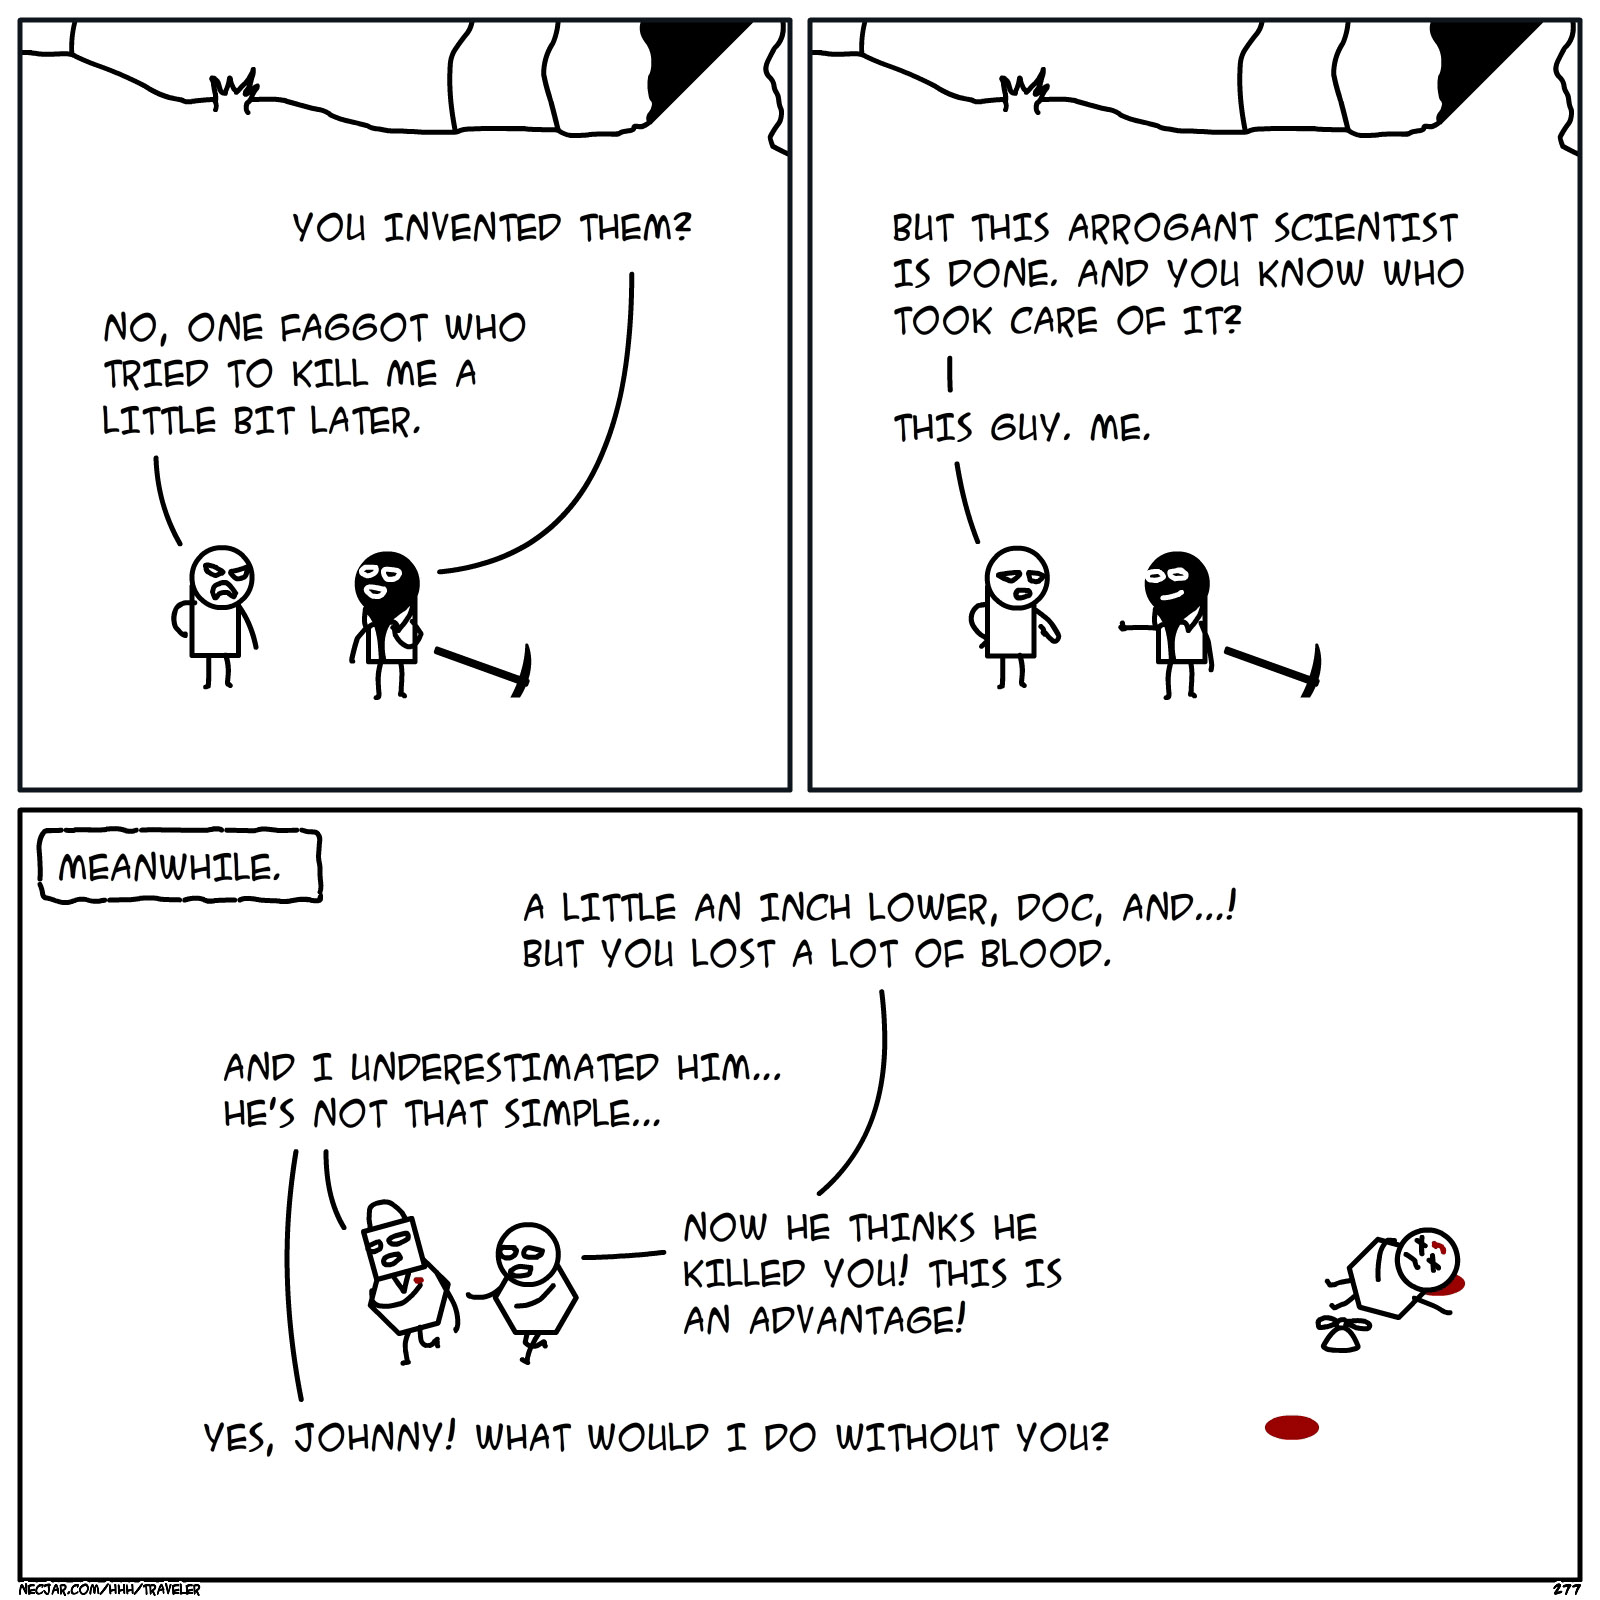 YOU INVENTED THEM?
NO, ONE FAGGOT WHO
TRIED TO KILL ME A
LITTLE BIT LATER.
BUT THIS ARROGANT SCIENTIST
IS DONE. AND YOU KNOW WHO
TOOK CARE OF IT?
THIS GUY. ME.
MEANWHILE.
A LITTLE AN INCH LOWER, DOC, AND...!
BUT YOU LOST A LOT OF BLOOD.
AND I UNDERESTIMATED HIM...
HE'S NOT THAT SIMPLE...
NOW HE THINKS HE
KILLED YOU! THIS IS
AN ADVANTAGE!
YES, JOHNNY! WHAT WOULD I DO WITHOUT YOU?
NECJAR.COM/HHH/TRAVELER
277